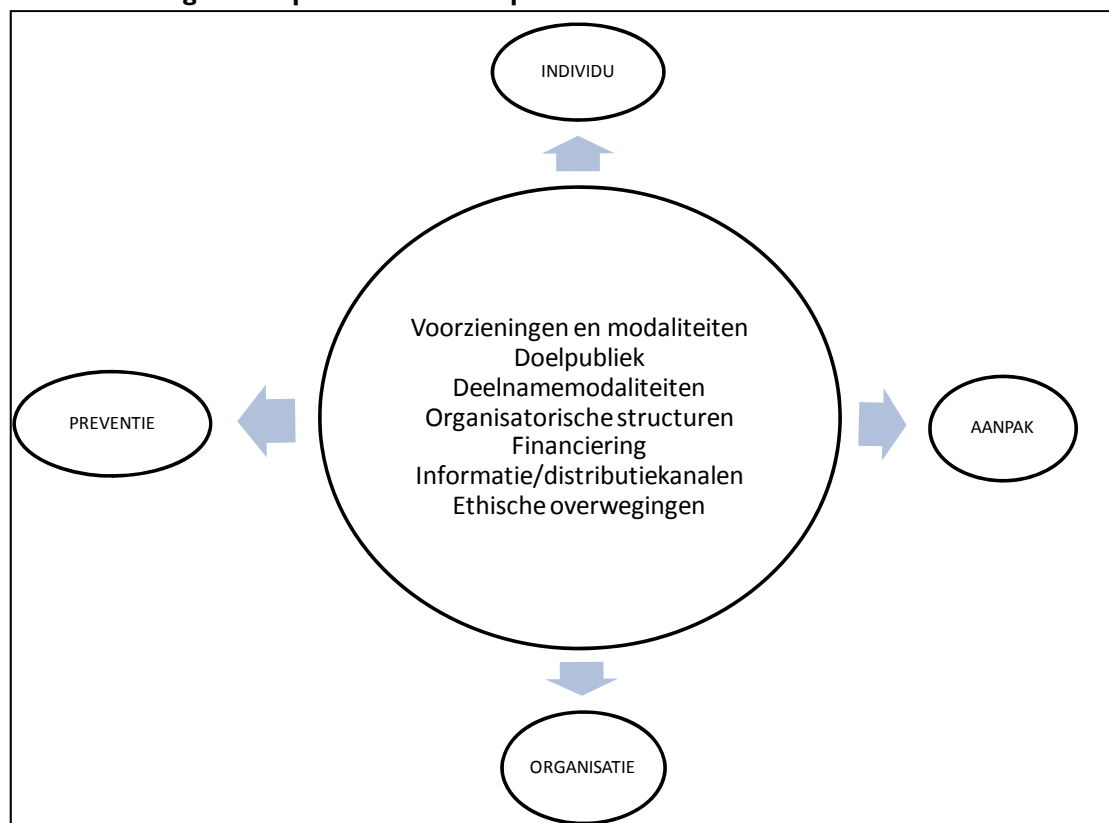 INDIVIDU
Voorzieningen en modaliteiten
Doelpubliek
Deelnamemodaliteiten
Organisatorische structuren
Financiering
Informatie/distributiekanalen
Ethische overwegingen
PREVENTIE
AANPAK
ORGANISATIE